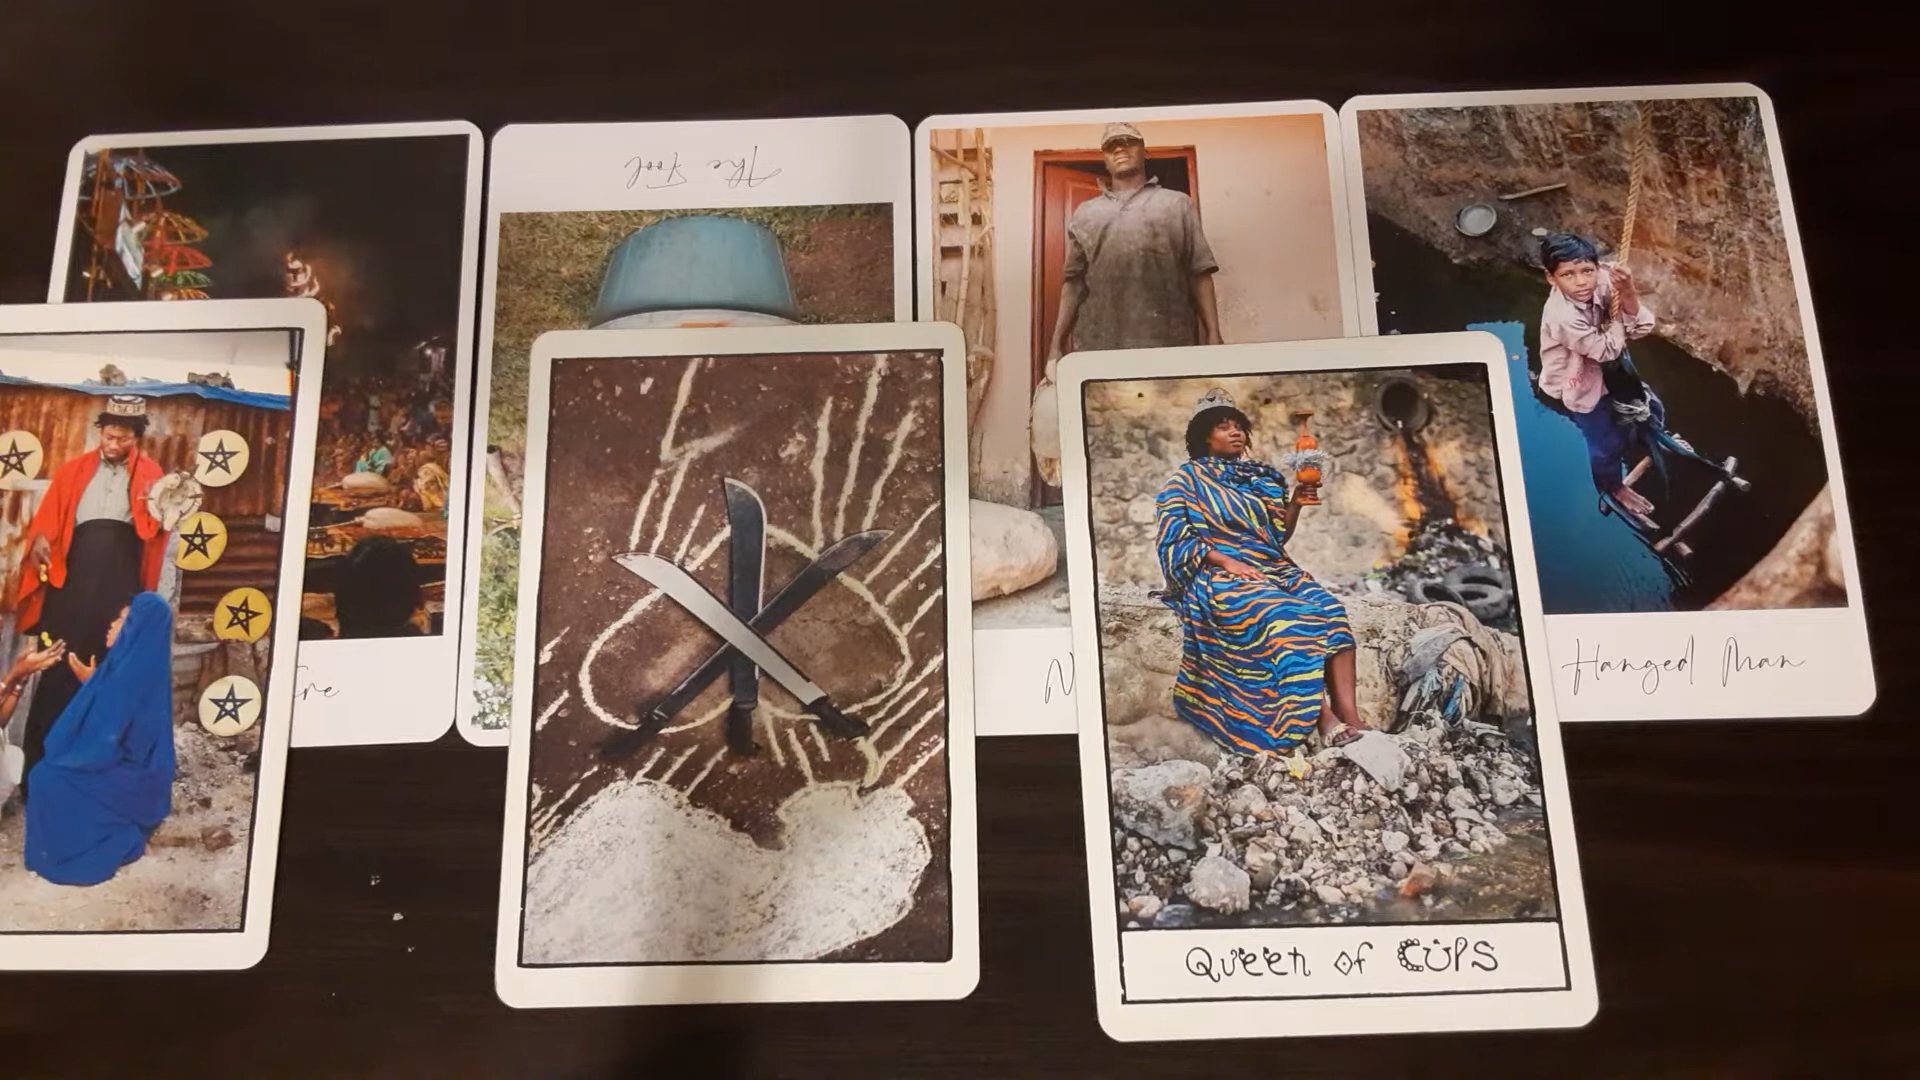 The Fool
Hanged Man
Queen of Cups